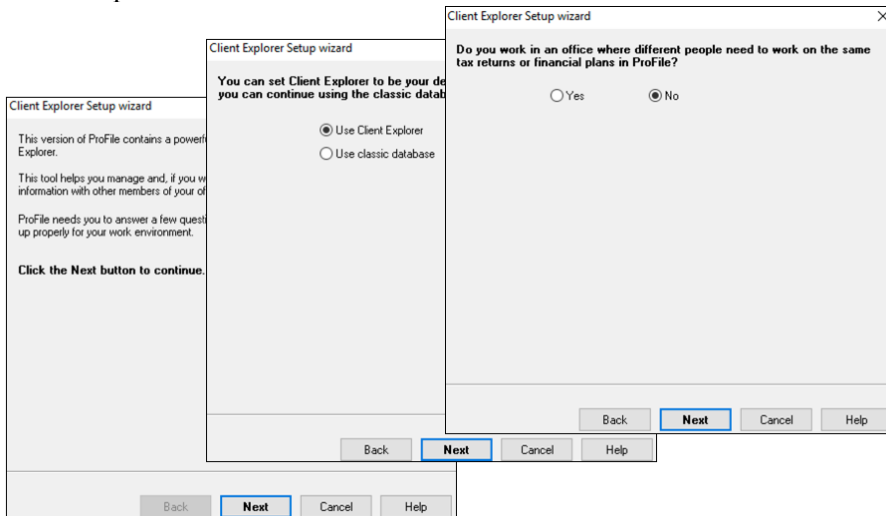 Client Explorer Setup wizard
This version of ProFile contains a powerf
Explorer.
This tool helps you manage and, if you w
information with other members of your of
ProFile needs you to answer a few questi
up properly for your work environment.
Click the Next button to continue.
Back Next Cancel Help
Client Explorer Setup wizard
You can set Client Explorer to be your de
you can continue using the classic datab
Use Client Explorer
Use classic database
Back Next Cancel Help
Client Explorer Setup wizard
Do you work in an office where different people need to work on the same
tax returns or financial plans in ProFile?
Yes No
Back Next Cancel Help